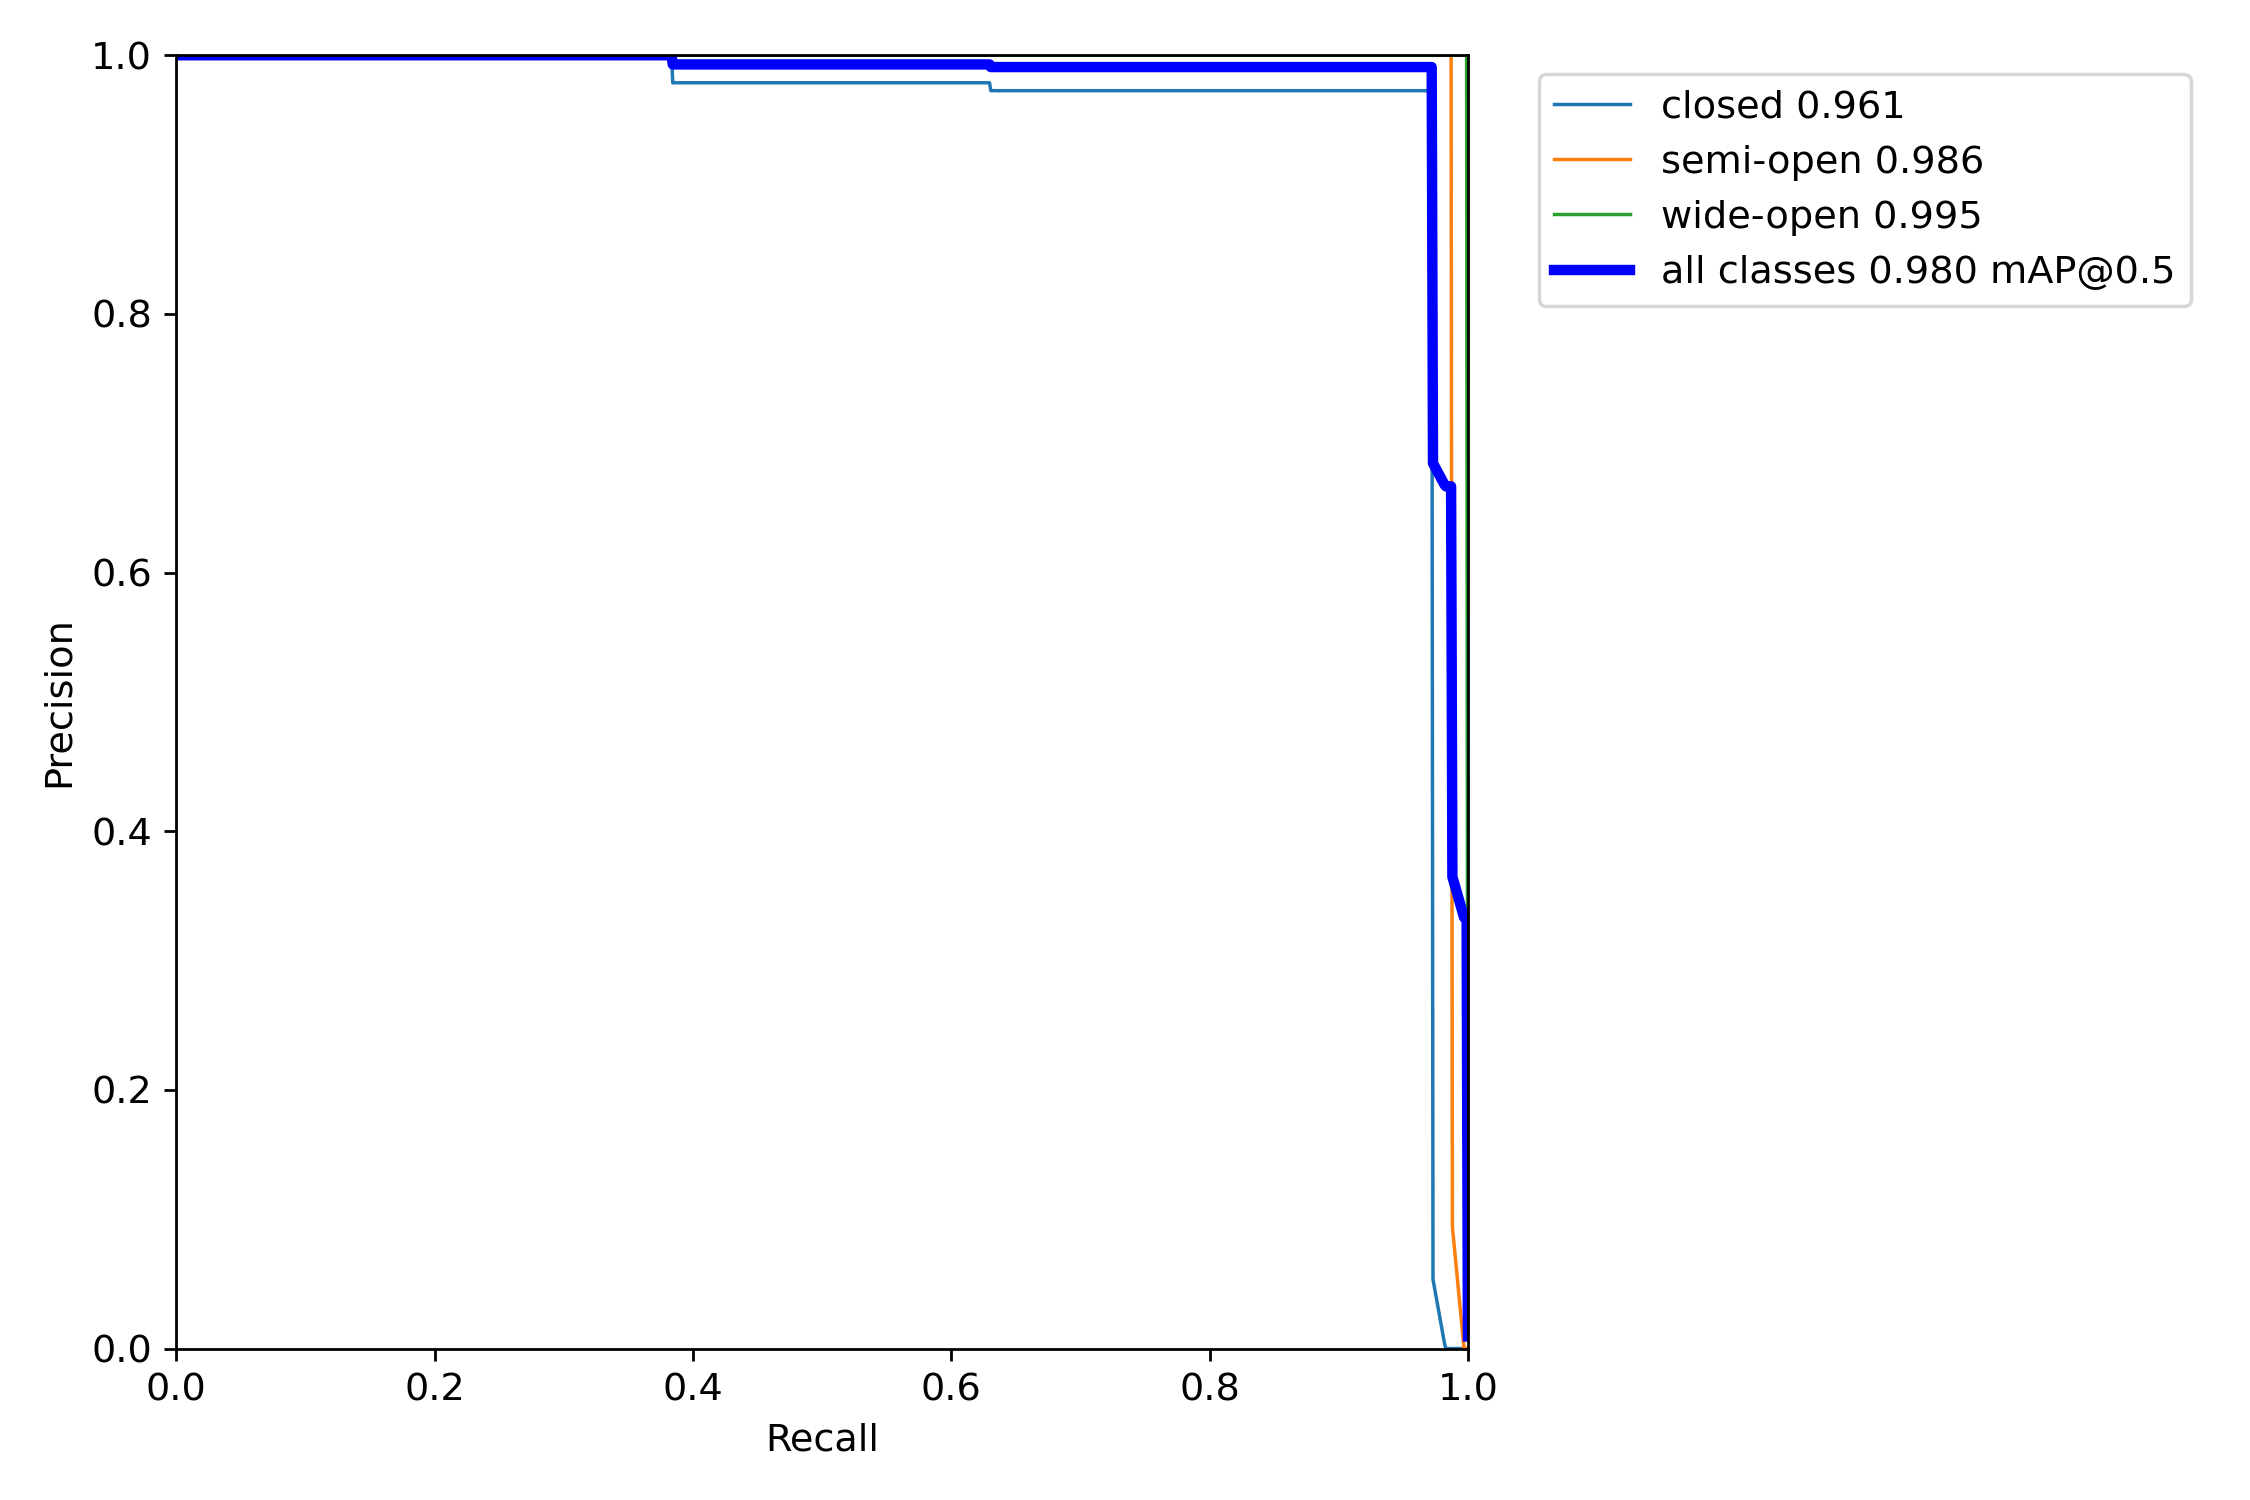 1.0
0.8
0.6
0.4
0.2
0.0
Precision
0.0 0.2 0.4 0.6 0.8 1.0
Recall
closed 0.961
semi-open 0.986
wide-open 0.995
all classes 0.980 mAP@0.5